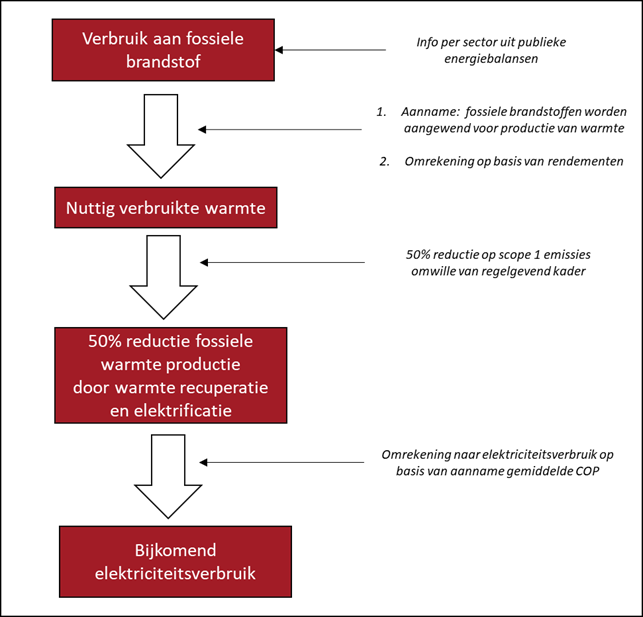 Verbruik aan fossiele
brandstof
Info per sector uit publieke
energiebalansen
1. Aanname: fossiele brandstoffen worden
aangewend voor productie van warmte
2. Omrekening op basis van rendementen
Nuttig verbruikte warmte
50% reductie op scope 1 emissies
omwille van regelgevend kader
50% reductie fossiele
warmte productie
door warmte recuperatie
en elektrificatie
Omrekening naar elektriciteitsverbruik op
basis van aanname gemiddelde COP
Bijkomend
elektriciteitsverbruik